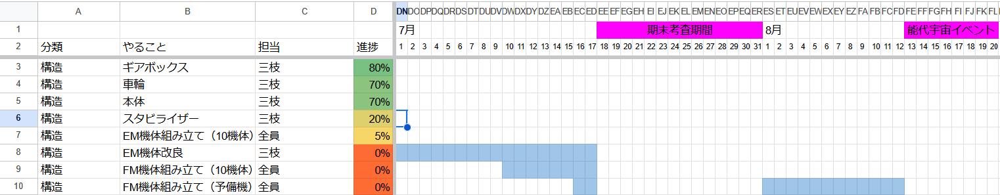 A B C D DN DO DP DQ DR DS DT DU DV DW DX DY DZ EA EB EC ED EE EF EG EH EI EJ EK EL EM EN EO EP EQ ER ES ET EU EV EW EX EY EZ FA FB FC FD FE FF FG FH FI FJ FK FL
1 7月 期末考査期間 8月 能代宇宙イベント
2 分類 やること 担当 進捗 1 2 3 4 5 6 7 8 9 10 11 12 13 14 15 16 17 18 19 20 21 22 23 24 25 26 27 28 29 30 31 1 2 3 4 5 6 7 8 9 10 11 12 13 14 15 16 17 18 19 20
3 構造 ギアボックス 三枝 80%
4 構造 車輪 三枝 70%
5 構造 本体 三枝 70%
6 構造 スタビライザー 三枝 20%
7 構造 EM機体組み立て（10機体） 全員 5%
8 構造 EM機体改良 三枝 0%
9 構造 FM機体組み立て（10機体） 全員 0%
10 構造 FM機体組み立て（予備機） 全員 0%